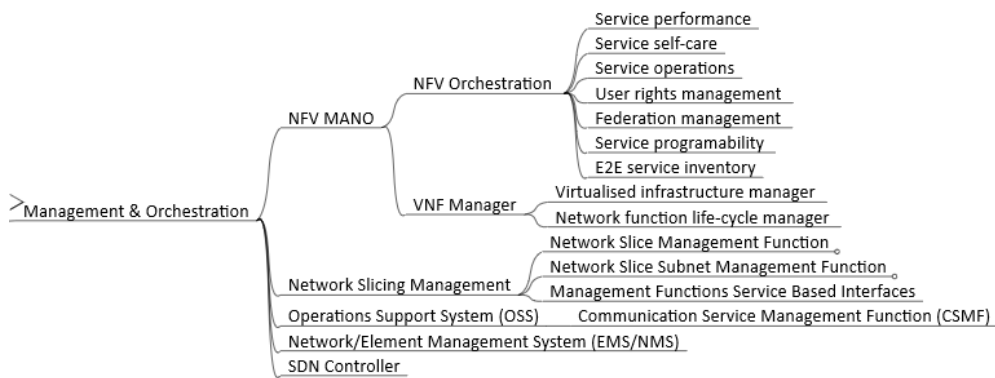 Service performance
Service self-care
Service operations
NFV Orchestration
User rights management
NFV MANO
Federation management
Service programability
E2E service inventory
Virtualised infrastructure manager
Management & Orchestration
VNF Manager
Network function life-cycle manager
Network Slice Management Function
Network Slice Subnet Management Function
Network Slicing Management
Management Functions Service Based Interfaces
Operations Support System (OSS) Communication Service Management Function (CSMF)
Network/Element Management System (EMS/NMS)
SDN Controller